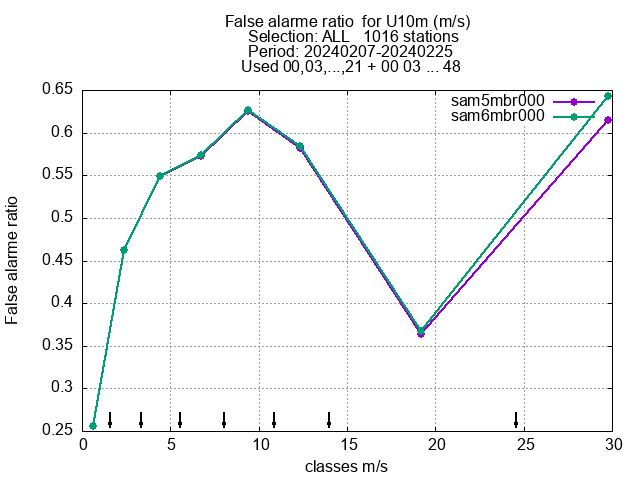 False alarme ratio  for U10m (m/s)
Selection: ALL   1016 stations
Period: 20240207-20240225
Used 00,03,...,21 + 00 03 ... 48
sam5mbr000
sam6mbr000
0.65
0.6
0.55
0.5
0.45
0.4
0.35
0.3
0.25
False alarme ratio
0 5 10 15 20 25 30
classes m/s